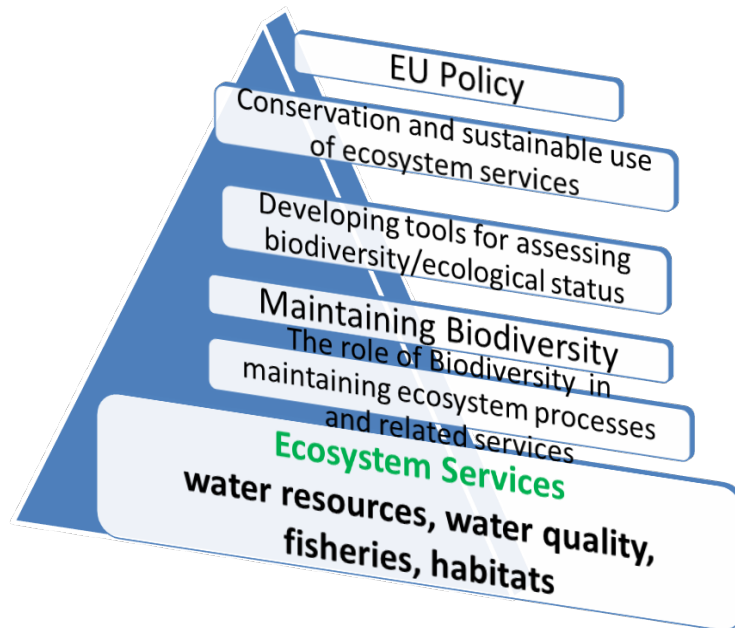 EU Policy
Conservation and sustainable use
of ecosystem services
Developing tools for assessing
biodiversity/ecological status
Maintaining Biodiversity
The role of Biodiversity in
maintaining ecosystem processes
and related services
Ecosystem Services
water resources, water quality,
fisheries, habitats